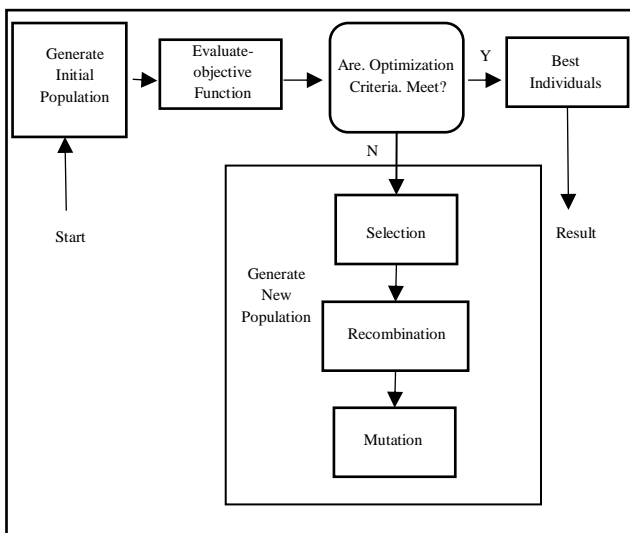 Generate
Initial
Population
Evaluate-
objective
Function
Are. Optimization
Criteria. Meet?
Y
Best
Individuals
N
Start
Selection
Result
Generate
New
Population
Recombination
Mutation